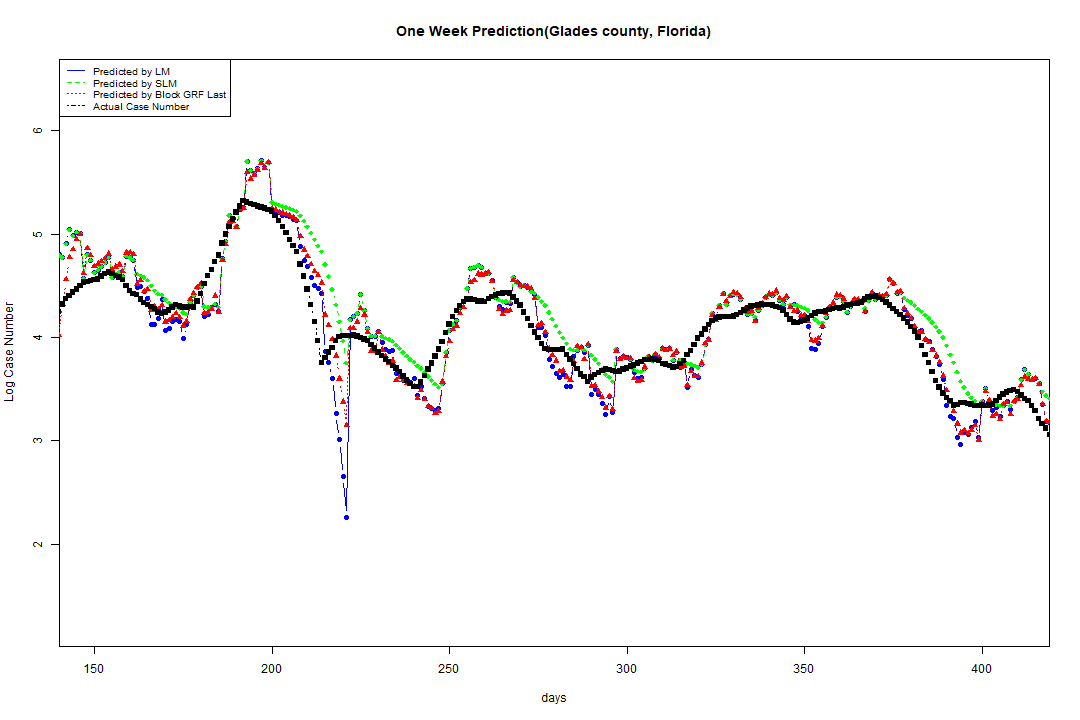 One Week Prediction(Glades county, Florida)
Predicted by LM
Predicted by SLM
Predicted by Block GRF Last
Actual Case Number
6
5
4
3
2
Log Case Number
150 200 250 300 350 400
days